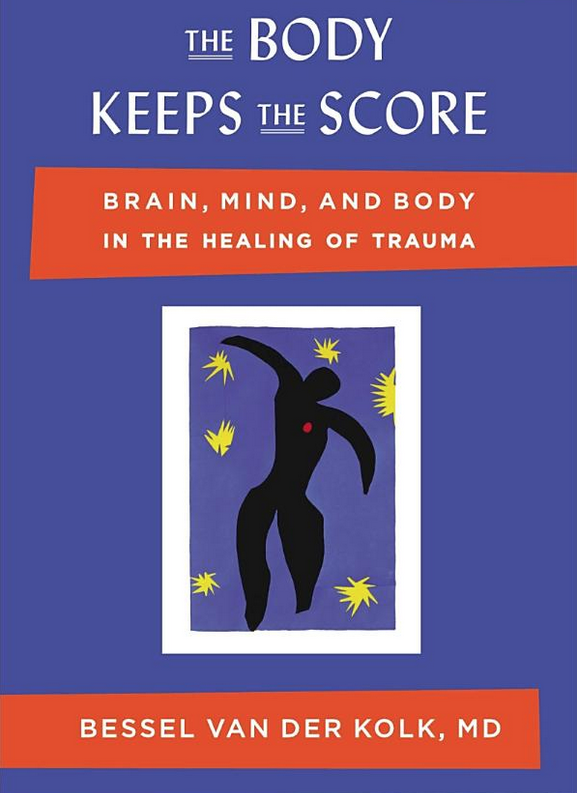 THE BODY
KEEPS THE SCORE
BRAIN, MIND, AND BODY
IN THE HEALING OF TRAUMA
BESSEL VAN DER KOLK, MD